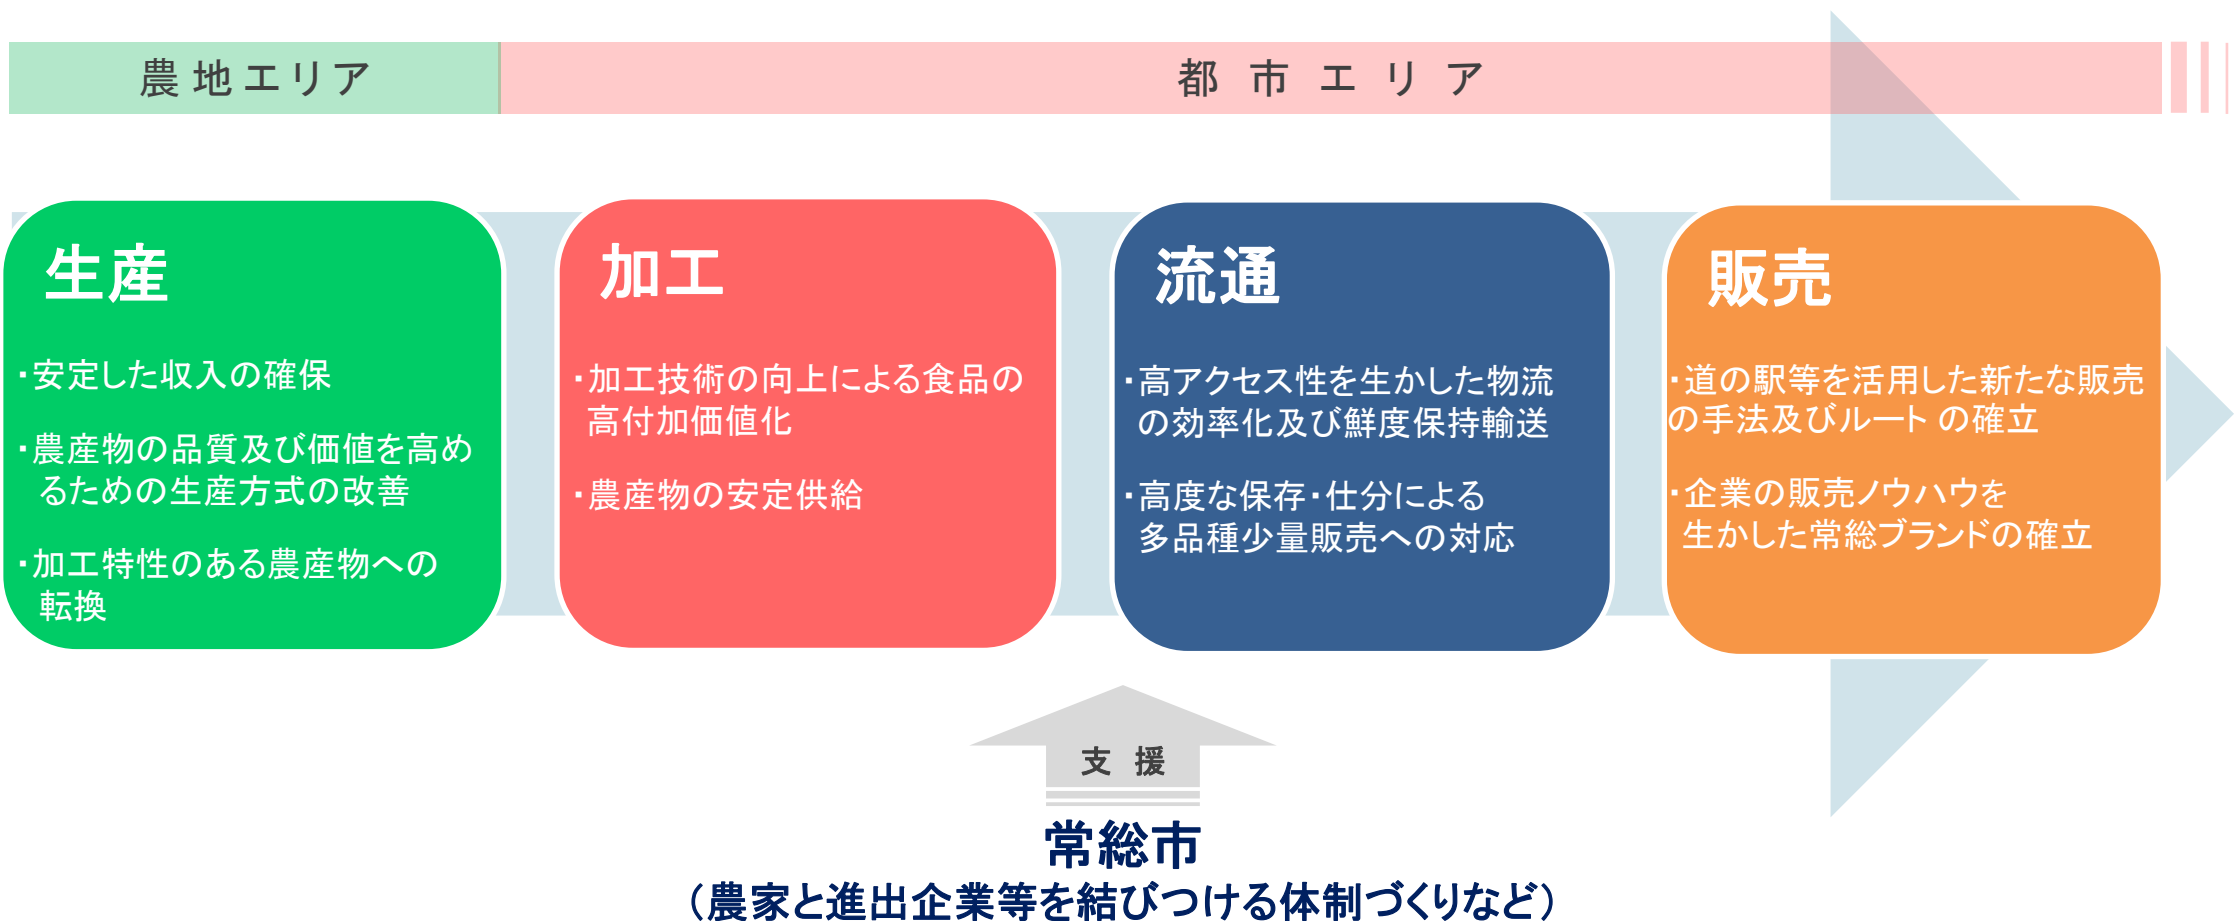 農地エリア
都市エリア
生産
・安定した収入の確保
・農産物の品質及び価値を高め
るための生産方式の改善
・加工特性のある農産物への
転換
加工
・加工技術の向上による食品の
高付加価値化
・農産物の安定供給
流通
・高アクセス性を生かした物流
の効率化及び鮮度保持輸送
・高度な保存・仕分による
多品種少量販売への対応
販売
・道の駅等を活用した新たな販売
の手法及びルート の確立
・企業の販売ノウハウを
生かした常総ブランドの確立
支 援
常総市
（農家と進出企業等を結びつける体制づくりなど）